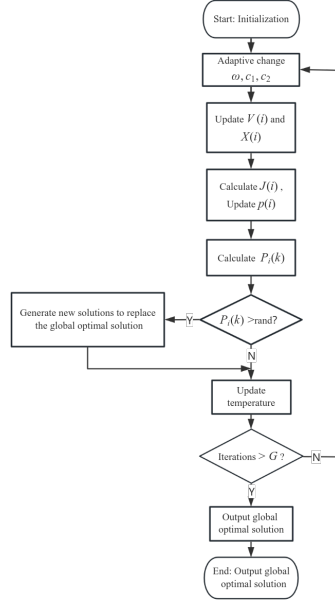 Start: Initialization
Adaptive change
ω, c₁, c₂
Update V(i) and
X(i)
Calculate J(i) ,
Update p(i)
Calculate Pᵢ(k)
Generate new solutions to replace
the global optimal solution
Y
Pᵢ(k) >rand?
N
Update
temperature
Iterations > G ?
N
Y
Output global
optimal solution
End: Output global
optimal solution